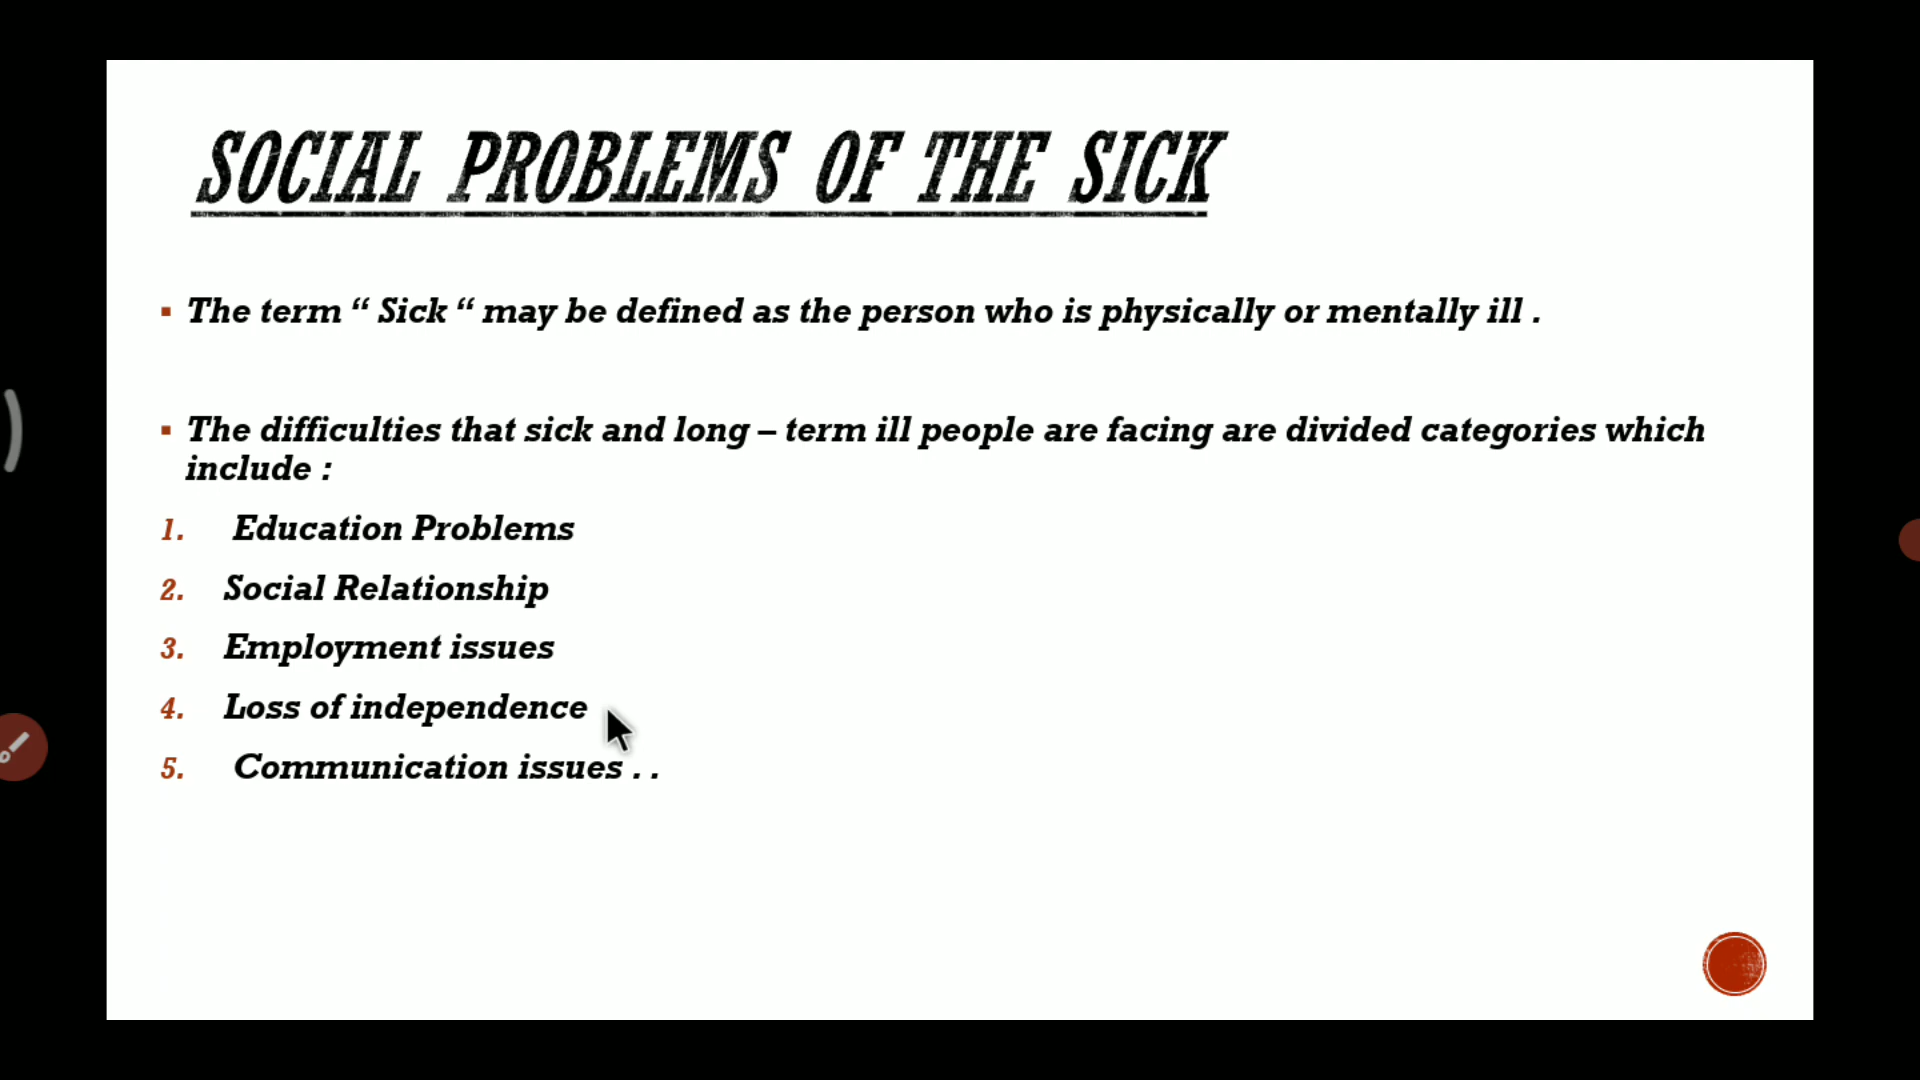 SOCIAL PROBLEMS OF THE SICK
▪ The term “ Sick “ may be defined as the person who is physically or mentally ill .
▪ The difficulties that sick and long – term ill people are facing are divided categories which
include :
1. Education Problems
2. Social Relationship
3. Employment issues
4. Loss of independence
5. Communication issues . .